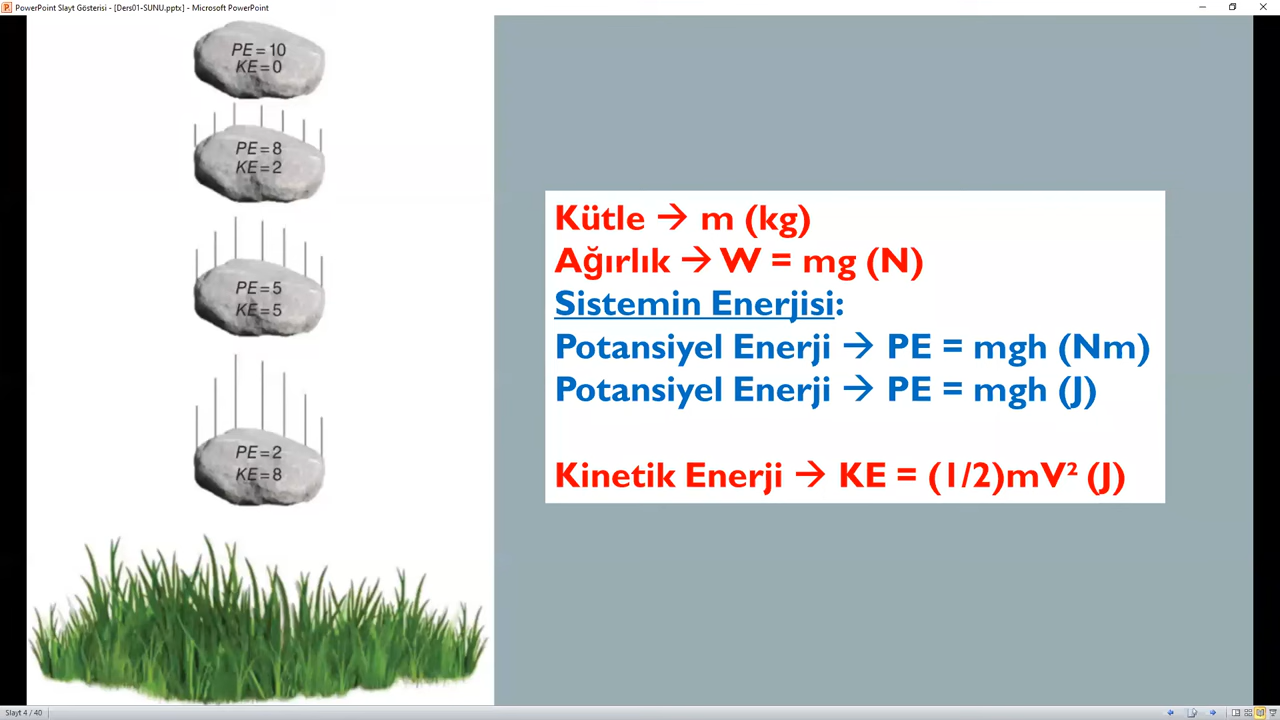 PowerPoint Slayt Gösterisi - [Ders01-SUNU.pptx] - Microsoft PowerPoint
PE=10
KE=0
PE=8
KE=2
PE=5
KE=5
PE=2
KE=8
Kütle → m (kg)
Ağırlık → W = mg (N)
Sistemin Enerjisi:
Potansiyel Enerji → PE = mgh (Nm)
Potansiyel Enerji → PE = mgh (J)
Kinetik Enerji → KE = (1/2)mV² (J)
Slayt 4 / 40